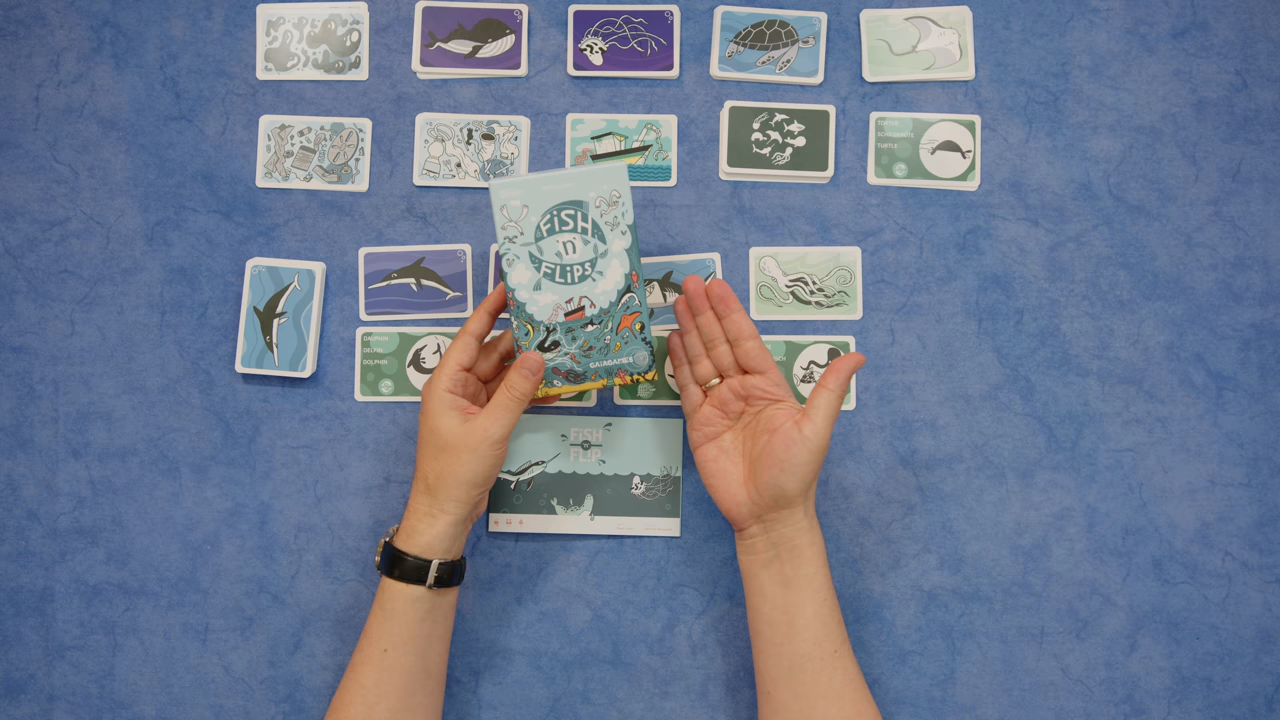 TORTUE
SCHILDKRÖTE
TURTLE
FiSH
'n'
FLiPS
GAIAGAMES
DAUPHIN
DELFIN
DOLPHIN
FiSH
'N'
FLiP